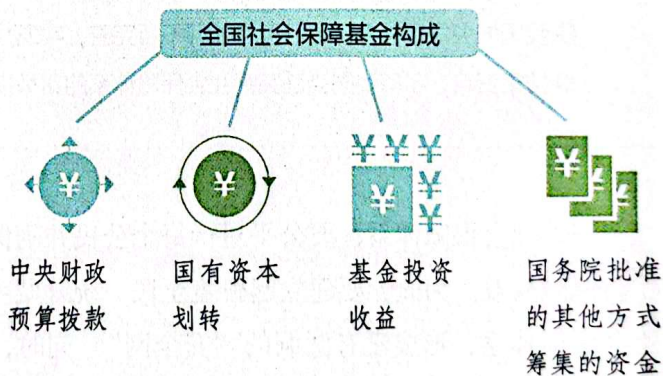 全国社会保障基金构成
¥
¥
¥ ¥ ¥
¥
¥
¥
¥
¥
¥
中央财政
预算拨款
国有资本
划转
基金投资
收益
国务院批准
的其他方式
筹集的资金